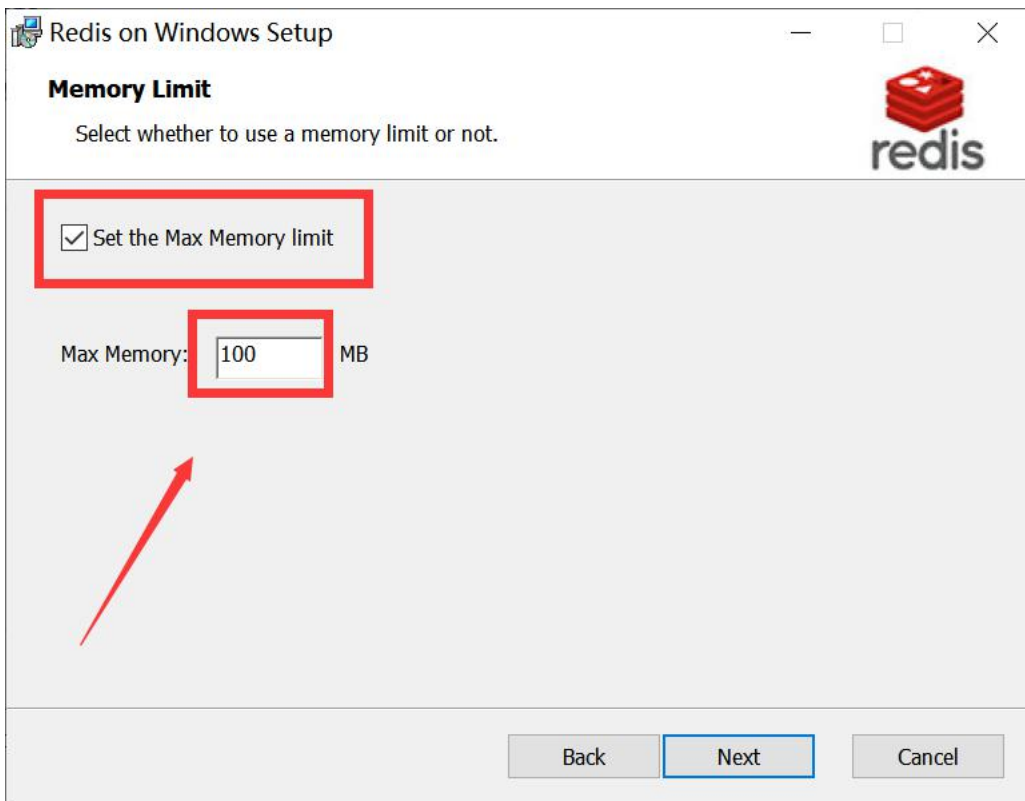 Redis on Windows Setup
Memory Limit
Select whether to use a memory limit or not.
redis
Set the Max Memory limit
Max Memory: 100 MB
Back Next Cancel